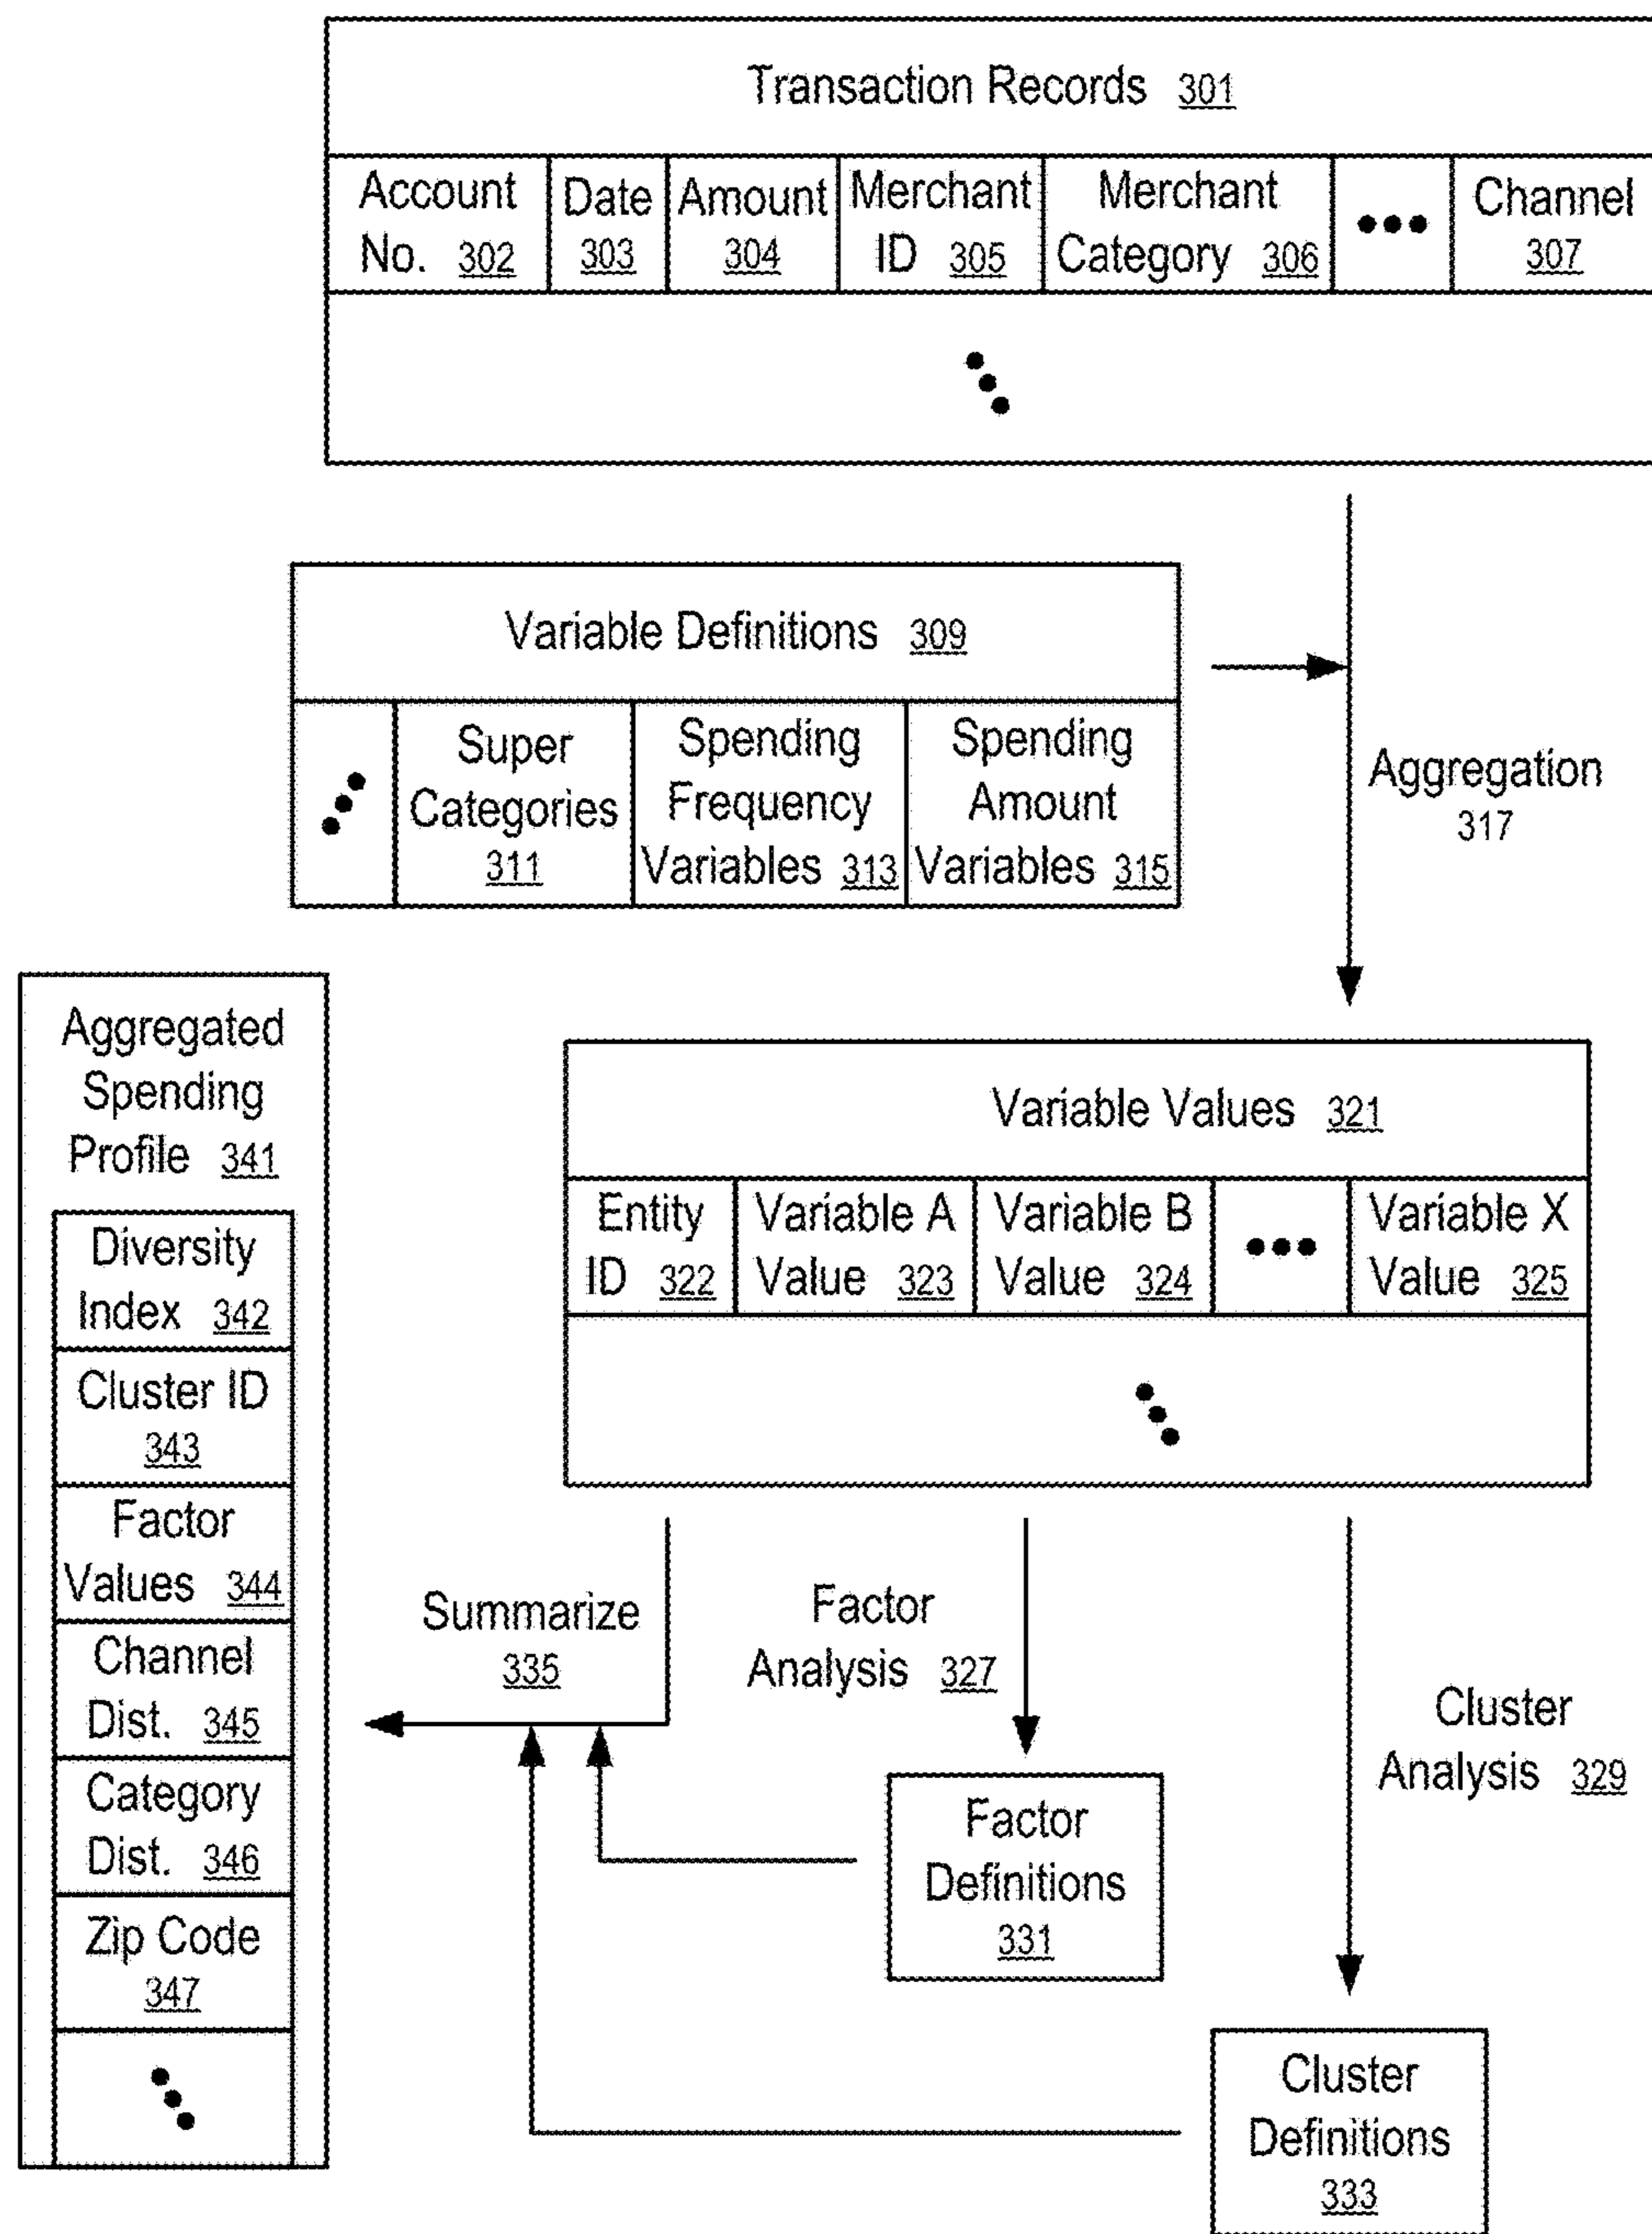 Transaction Records 301
Account
No. 302
Date
303
Amount
304
Merchant
ID 305
Merchant
Category 306
•••
Channel
307
Variable Definitions 309
Super
Categories
311
Spending
Frequency
Variables 313
Spending
Amount
Variables 315
Aggregation
317
Aggregated
Spending
Profile 341
Diversity
Index 342
Cluster ID
343
Factor
Values 344
Channel
Dist. 345
Category
Dist. 346
Zip Code
347
Variable Values 321
Entity
ID 322
Variable A
Value 323
Variable B
Value 324
•••
Variable X
Value 325
Summarize
335
Factor
Analysis 327
Cluster
Analysis 329
Factor
Definitions
331
Cluster
Definitions
333